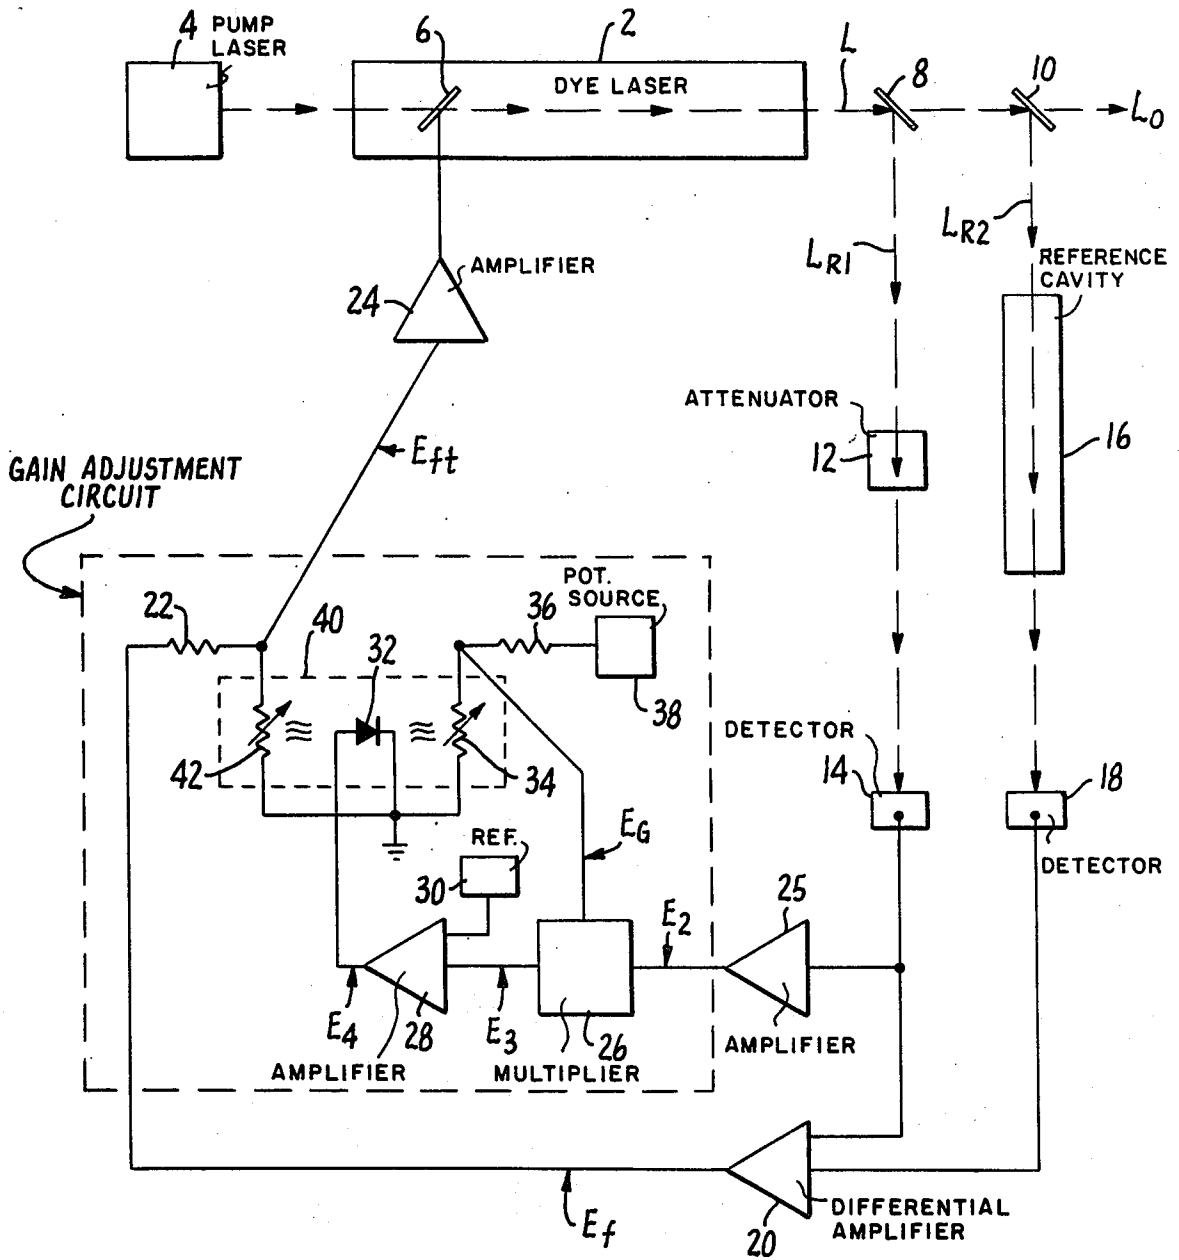 4 PUMP
LASER
6
2
DYE LASER
L
8
10
L0
LR1
LR2
REFERENCE
CAVITY
AMPLIFIER
24
ATTENUATOR
12
16
Eft
GAIN ADJUSTMENT
CIRCUIT
POT.
SOURCE
22
40
32
36
38
42
34
DETECTOR
14
18
DETECTOR
EG
REF.
30
25
E2
E4
28
E3
26
AMPLIFIER
MULTIPLIER
AMPLIFIER
Ef
20
DIFFERENTIAL
AMPLIFIER